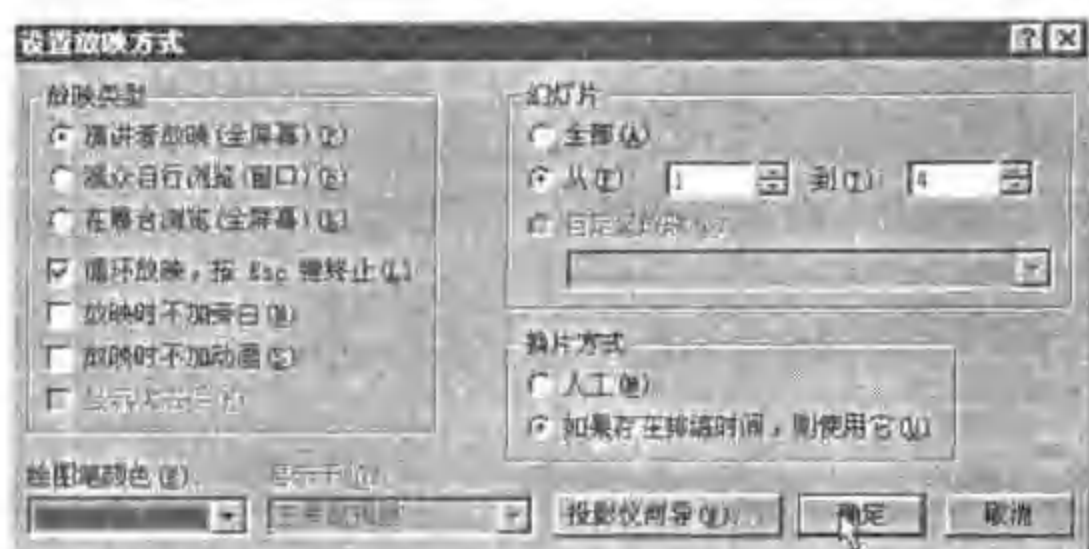 设置放映方式
放映类型
演讲者放映(全屏幕)(P)
观众自行浏览(窗口)(B)
在展台浏览(全屏幕)(K)
循环放映，按 Esc 键终止(L)
放映时不加旁白(N)
放映时不加动画(S)
幻灯片
全部(A)
从(F): 1 到(T): 4
换片方式
人工(M)
如果存在排练时间，则使用它(U)
绘图笔颜色(E):
投影仪向导(W)... 确定 取消